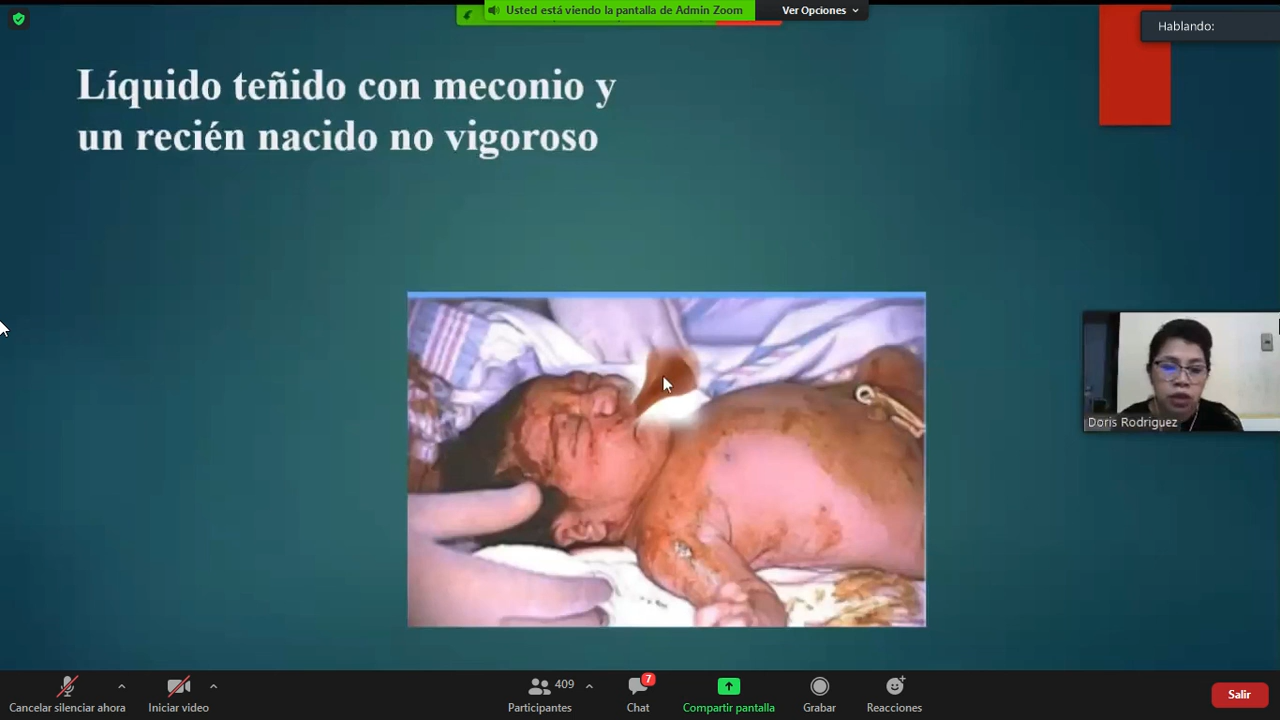 Usted está viendo la pantalla de Admin Zoom
Ver Opciones
Hablando:
Líquido teñido con meconio y
un recién nacido no vigoroso
Doris Rodriguez
Cancelar silenciar ahora
Iniciar video
409
Participantes
7
Chat
Compartir pantalla
Grabar
Reacciones
Salir